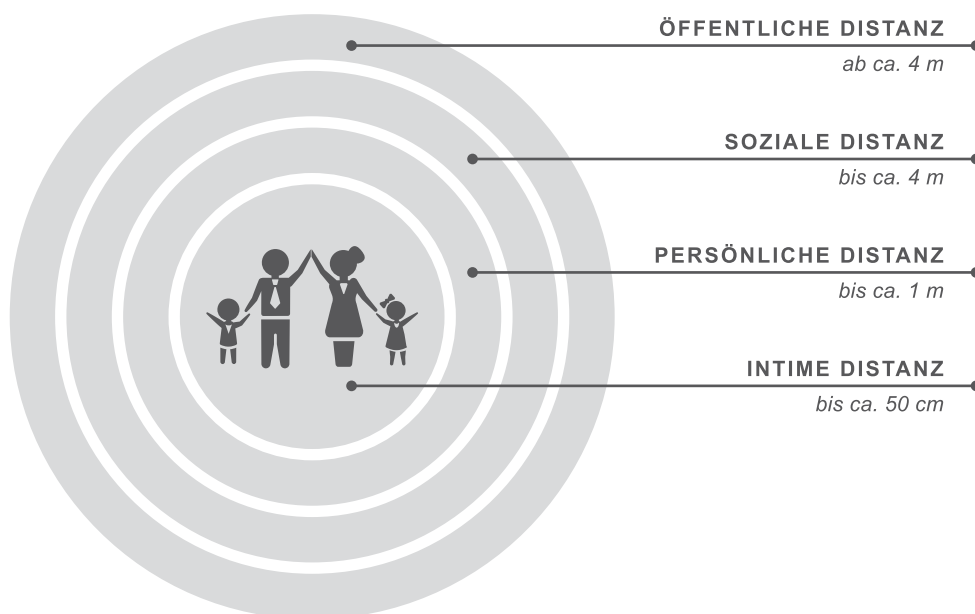 ÖFFENTLICHE DISTANZ
ab ca. 4 m
SOZIALE DISTANZ
bis ca. 4 m
PERSÖNLICHE DISTANZ
bis ca. 1 m
INTIME DISTANZ
bis ca. 50 cm